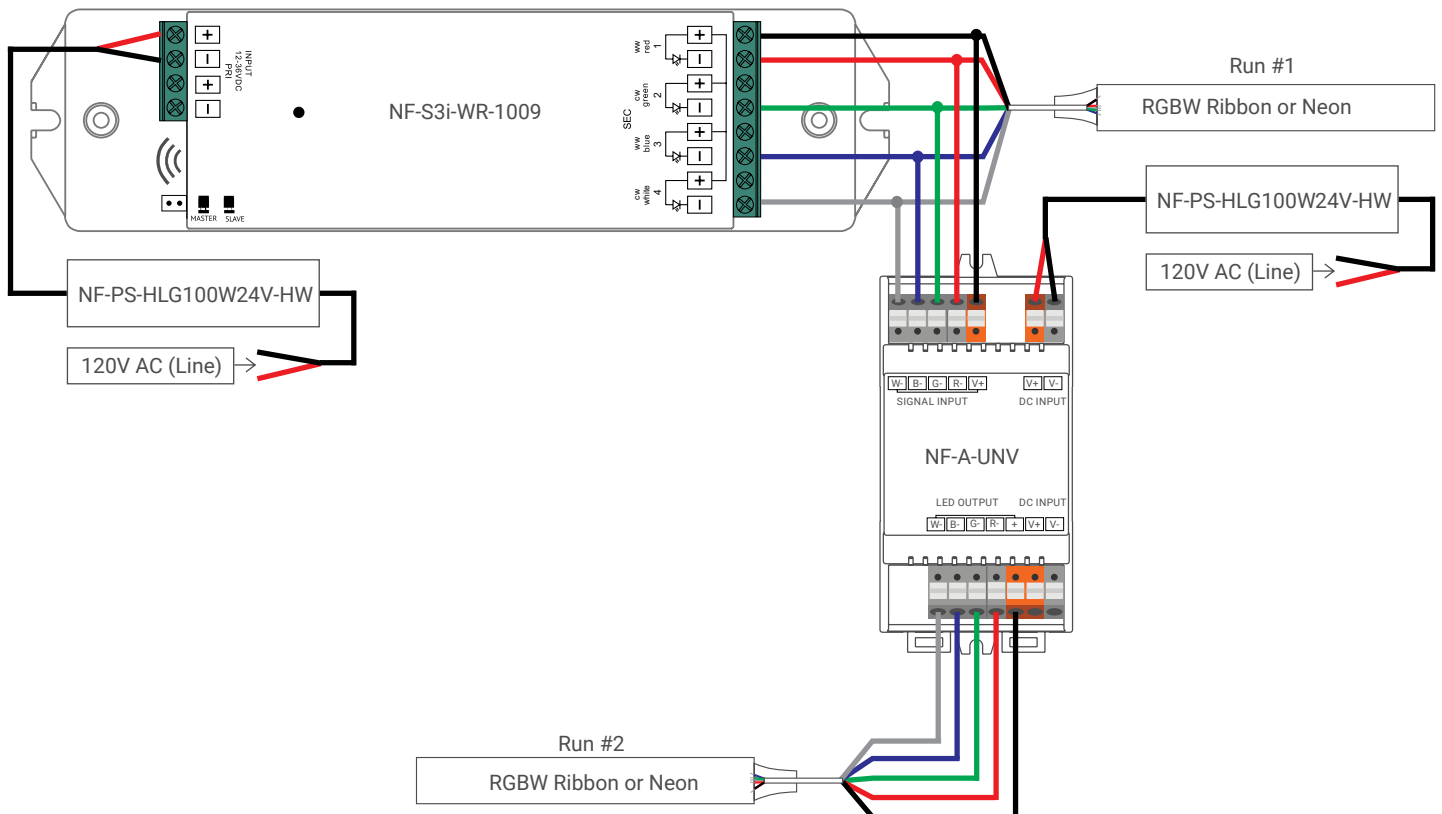 +
−
+
−
INPUT
12-36VDC
PRI
NF-S3i-WR-1009
MASTER
SLAVE
SEC
ww
red
1
+
−
cw
green
2
+
−
ww
blue
3
+
−
cw
white
4
+
−
Run #1
RGBW Ribbon or Neon
NF-PS-HLG100W24V-HW
120V AC (Line)
NF-PS-HLG100W24V-HW
120V AC (Line)
W- B- G- R- V+ V+ V-
SIGNAL INPUT DC INPUT
NF-A-UNV
LED OUTPUT DC INPUT
W- B- G- R- + V+ V-
Run #2
RGBW Ribbon or Neon